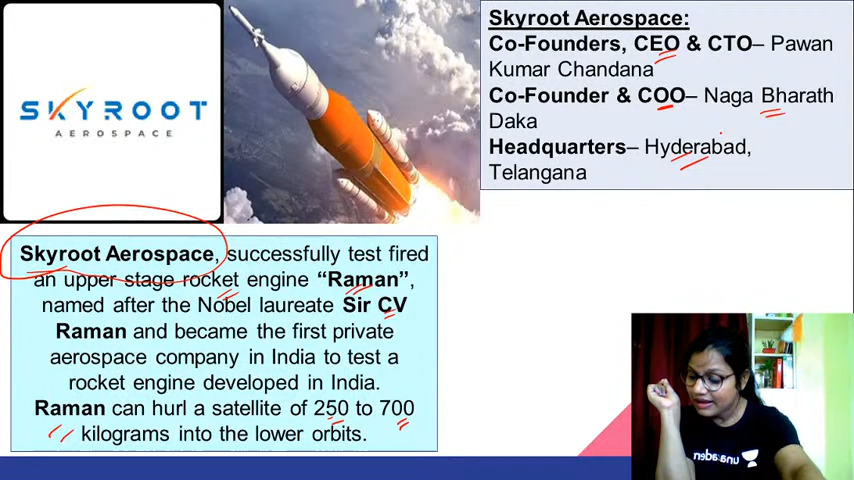 SKYROOT
AEROSPACE
Skyroot Aerospace:
Co-Founders, CEO & CTO– Pawan
Kumar Chandana
Co-Founder & COO– Naga Bharath
Daka
Headquarters– Hyderabad,
Telangana
Skyroot Aerospace, successfully test fired
an upper stage rocket engine “Raman”,
named after the Nobel laureate Sir CV
Raman and became the first private
aerospace company in India to test a
rocket engine developed in India.
Raman can hurl a satellite of 250 to 700
kilograms into the lower orbits.
unacaden